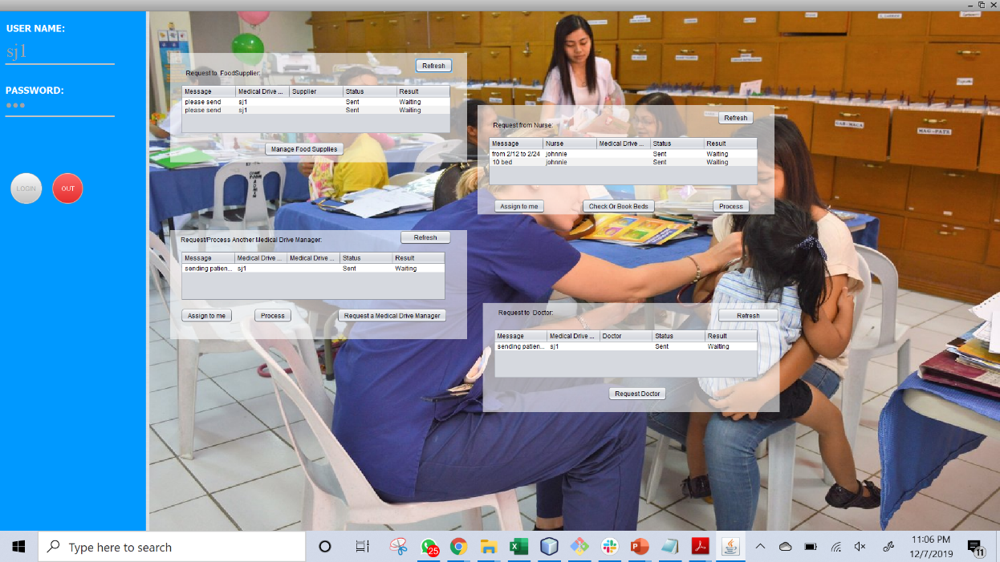 USER NAME:
sj1
PASSWORD:
LOGIN OUT
Request to FoodSupplier:
Refresh
Message Medical Drive ... Supplier Status Result
please send sj1 Sent Waiting
please send sj1 Sent Waiting
Manage Food Supplies
Request from Nurse:
Refresh
Message Nurse Medical Drive ... Status Result
from 2/12 to 2/24 johnnie Sent Waiting
10 bed johnnie Sent Waiting
Assign to me Check Or Book Beds Process
Request/Process Another Medical Drive Manager:
Refresh
Message Medical Drive ... Medical Drive ... Status Result
sending patien... sj1 Sent Waiting
Assign to me Process Request a Medical Drive Manager
Request to Doctor:
Refresh
Message Medical Drive ... Doctor Status Result
sending patien... sj1 Sent Waiting
Request Doctor
Type here to search
25
11:06 PM
12/7/2019
11